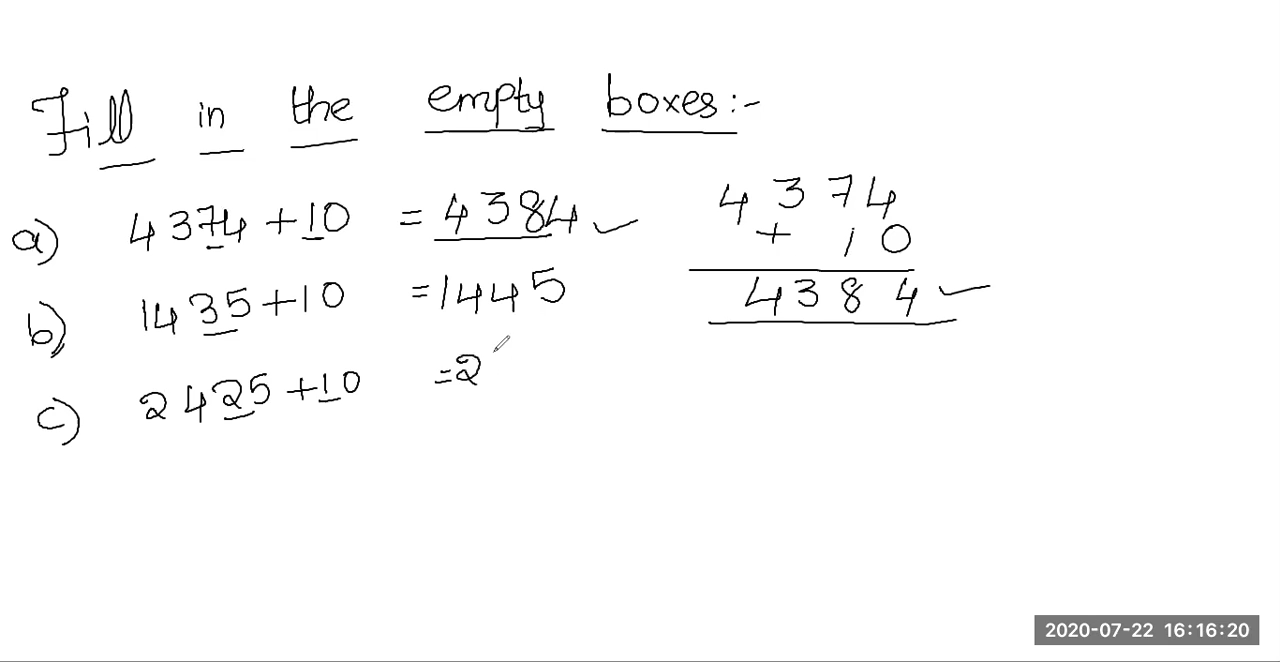 Fill in the empty boxes:-
a) 4374 + 10 = 4384 ✓
b) 1435 + 10 = 1445
c) 2425 + 10 = 2
4374
+ 10
4384 ✓
2020-07-22 16:16:20